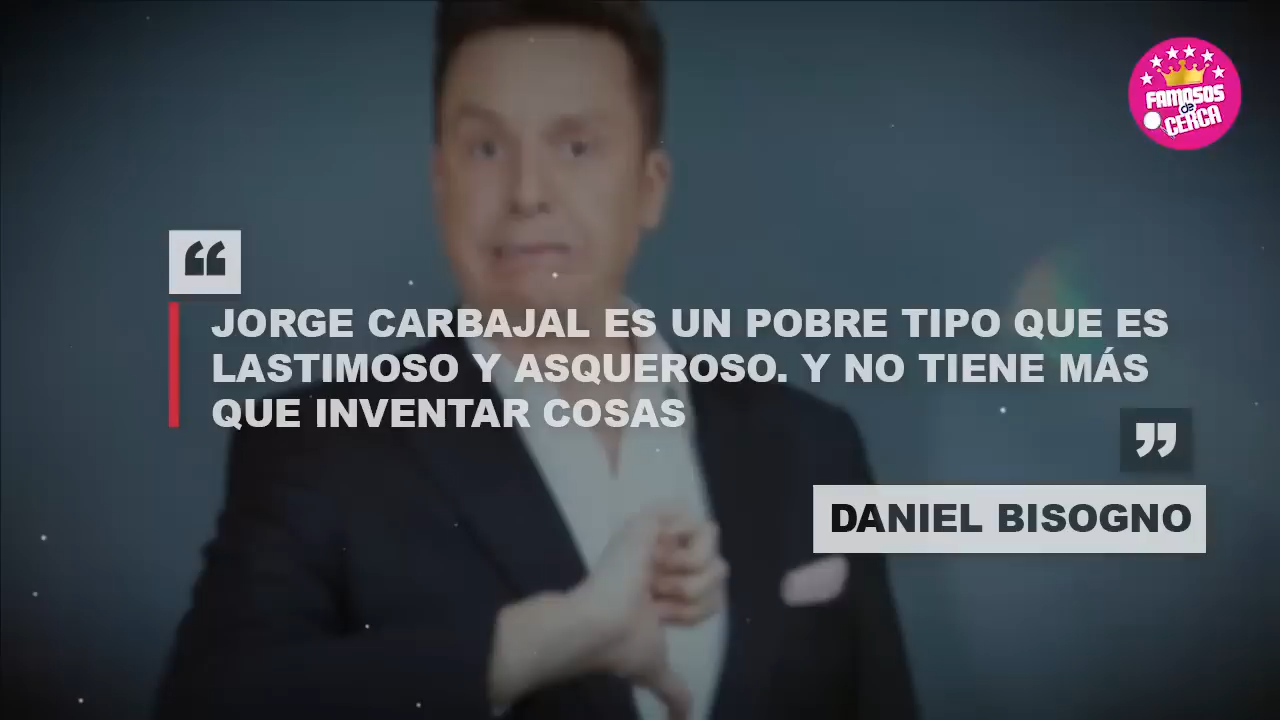 FAMOSOS
de
CERCA
“
JORGE CARBAJAL ES UN POBRE TIPO QUE ES
LASTIMOSO Y ASQUEROSO. Y NO TIENE MÁS
QUE INVENTAR COSAS
”
DANIEL BISOGNO